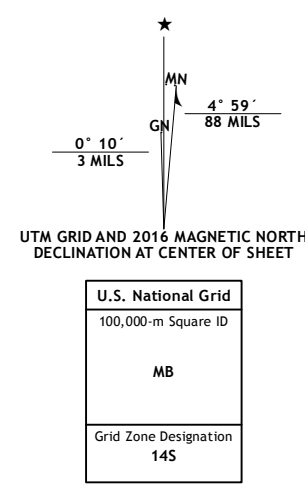 ★
MN
GN
4° 59´
88 MILS
0° 10´
3 MILS
UTM GRID AND 2016 MAGNETIC NORTH
DECLINATION AT CENTER OF SHEET
U.S. National Grid
100,000-m Square ID
MB
Grid Zone Designation
14S